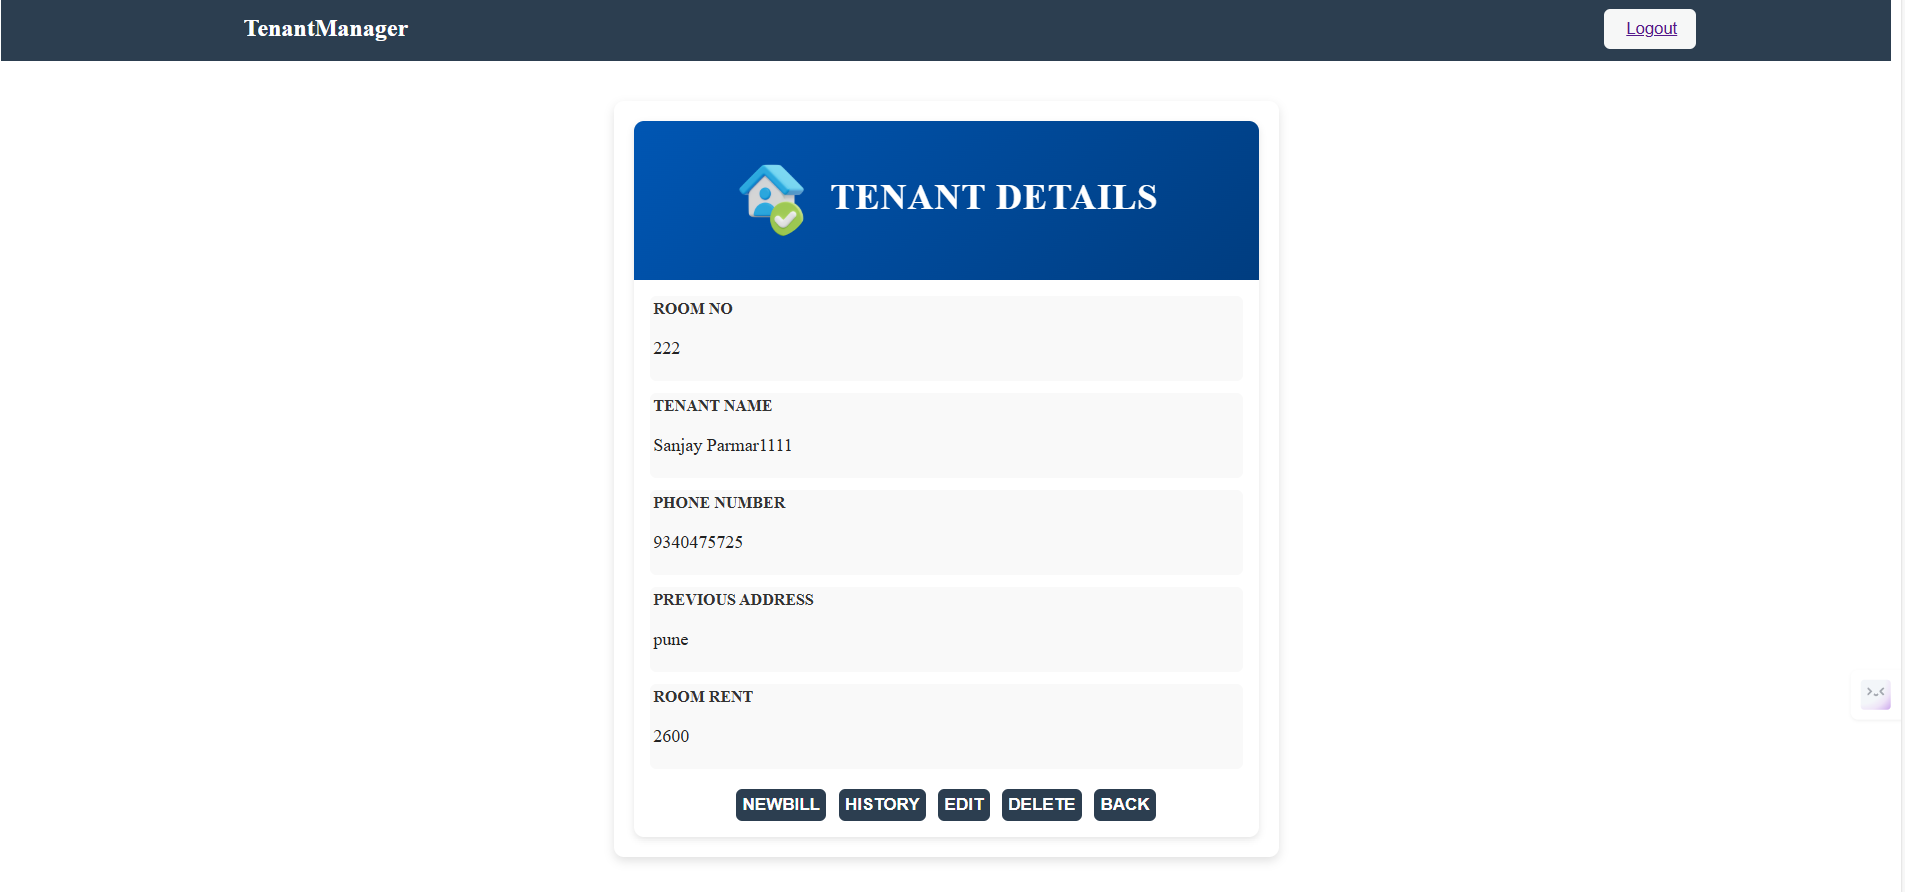 TenantManager
Logout
TENANT DETAILS
ROOM NO
222
TENANT NAME
Sanjay Parmar1111
PHONE NUMBER
9340475725
PREVIOUS ADDRESS
pune
ROOM RENT
2600
NEWBILL HISTORY EDIT DELETE BACK